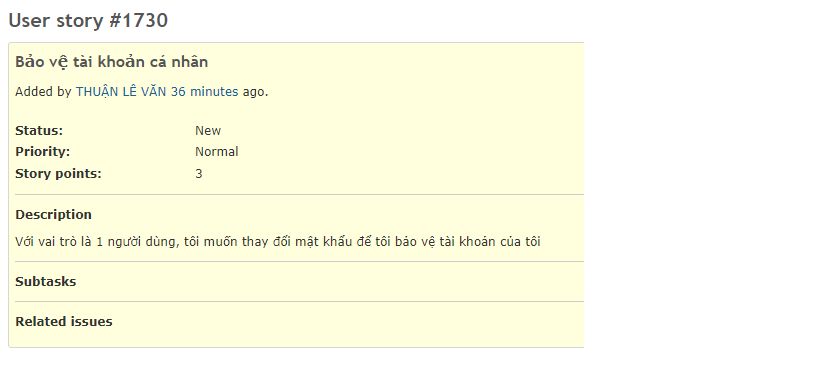 User story #1730
Bảo vệ tài khoản cá nhân
Added by THUẬN LÊ VĂN 36 minutes ago.
Status: New
Priority: Normal
Story points: 3
Description
Với vai trò là 1 người dùng, tôi muốn thay đổi mật khẩu để tôi bảo vệ tài khoản của tôi
Subtasks
Related issues